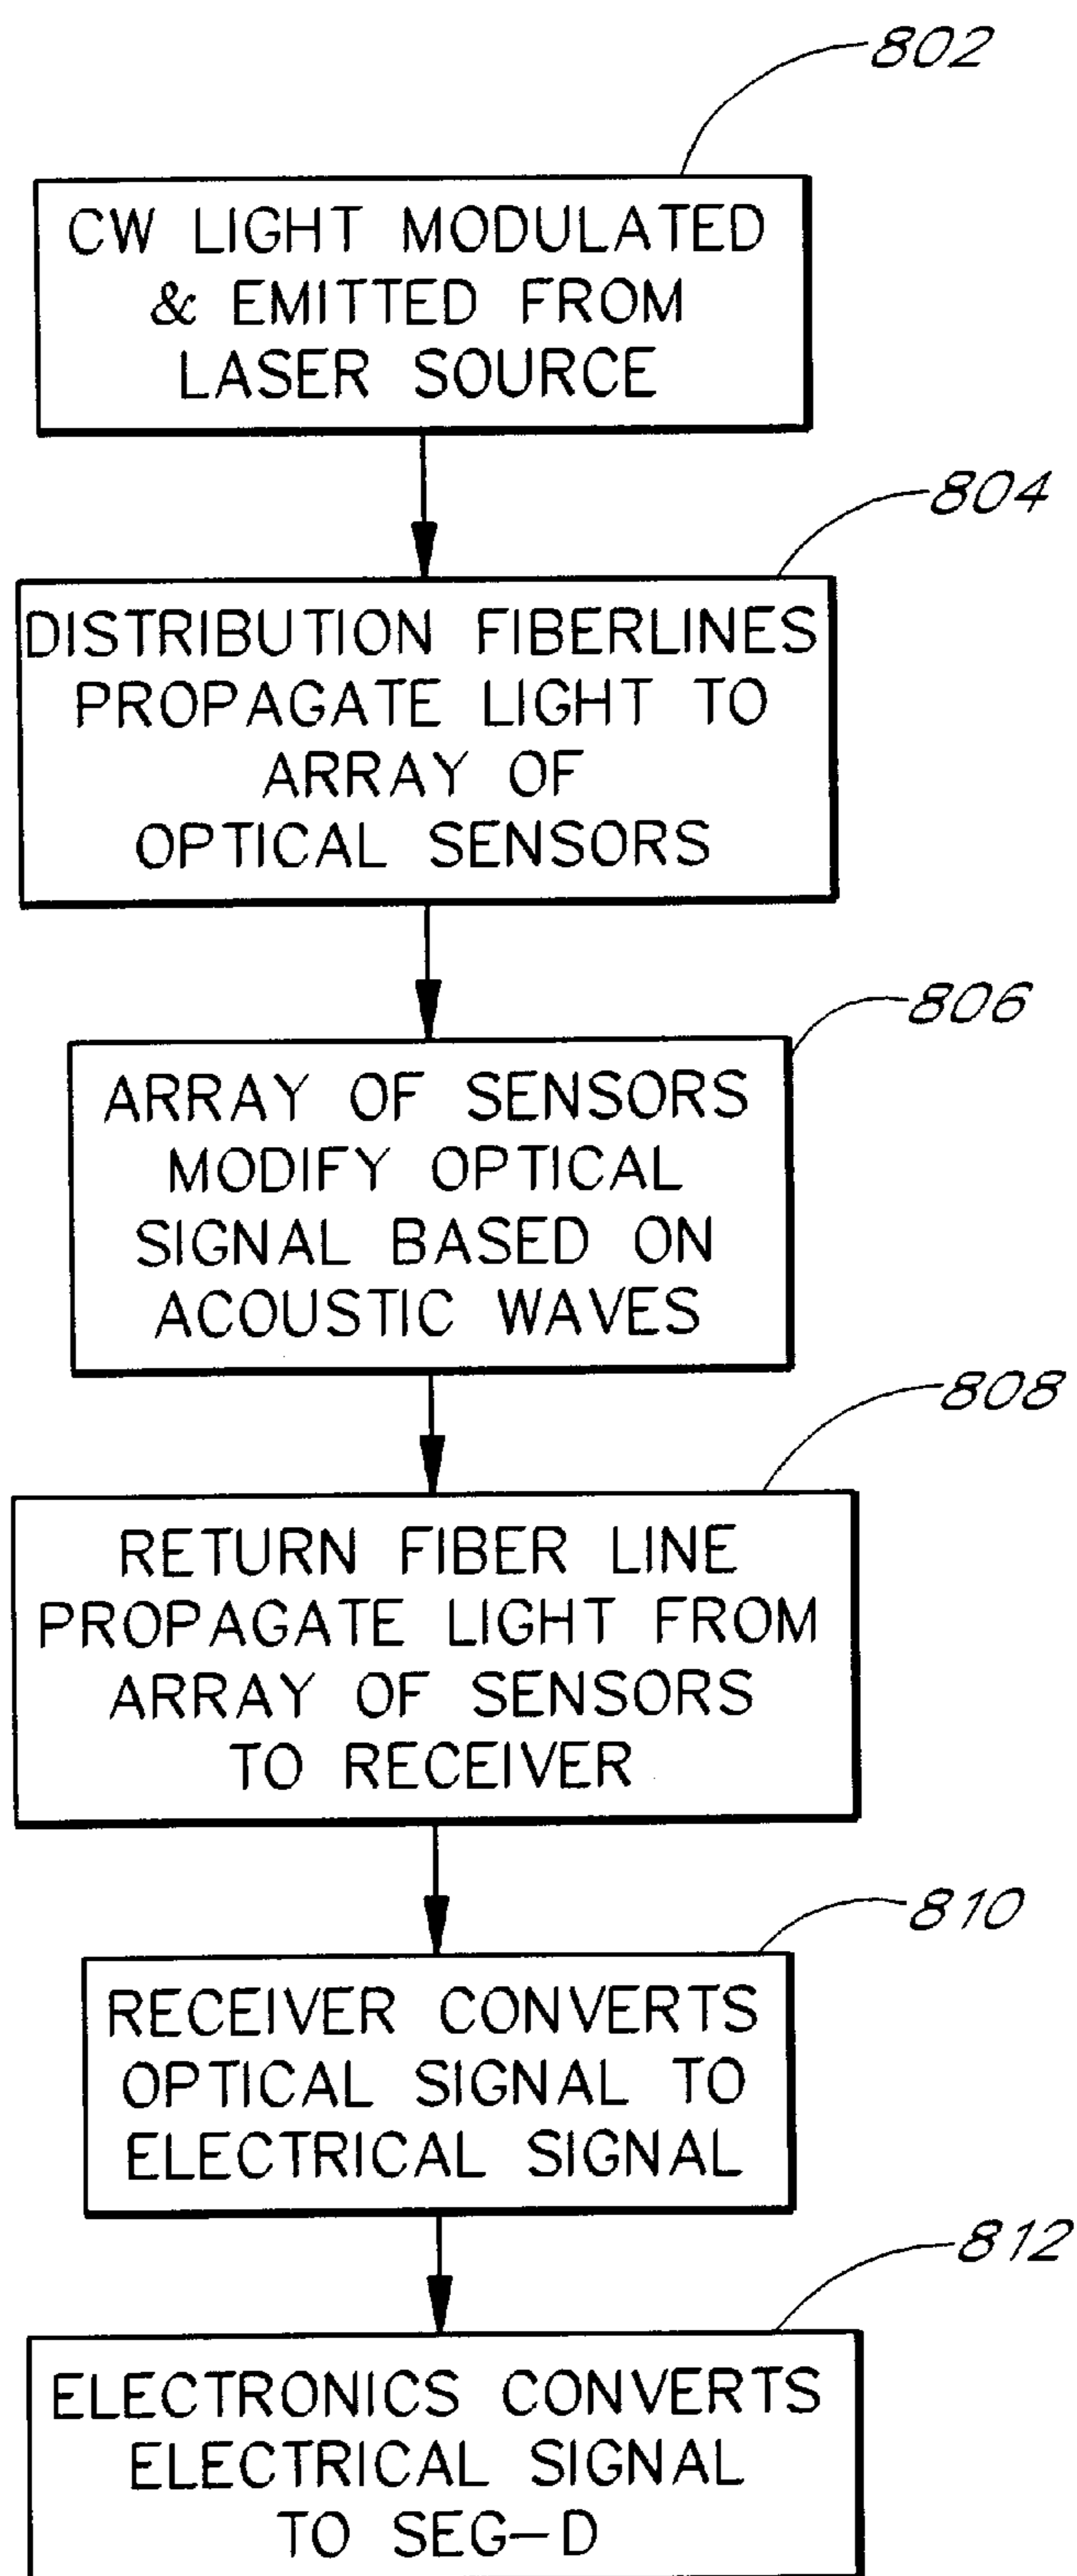 802
CW LIGHT MODULATED
& EMITTED FROM
LASER SOURCE
804
DISTRIBUTION FIBERLINES
PROPAGATE LIGHT TO
ARRAY OF
OPTICAL SENSORS
806
ARRAY OF SENSORS
MODIFY OPTICAL
SIGNAL BASED ON
ACOUSTIC WAVES
808
RETURN FIBER LINE
PROPAGATE LIGHT FROM
ARRAY OF SENSORS
TO RECEIVER
810
RECEIVER CONVERTS
OPTICAL SIGNAL TO
ELECTRICAL SIGNAL
812
ELECTRONICS CONVERTS
ELECTRICAL SIGNAL
TO SEG-D